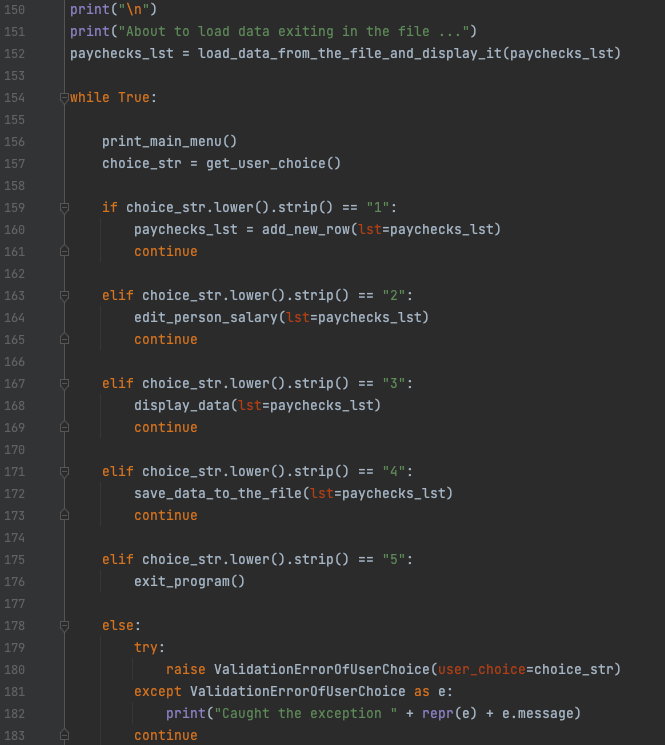 150 print("\n")
151 print("About to load data exiting in the file ...")
152 paychecks_lst = load_data_from_the_file_and_display_it(paychecks_lst)
153
154 while True:
155
156     print_main_menu()
157     choice_str = get_user_choice()
158
159     if choice_str.lower().strip() == "1":
160         paychecks_lst = add_new_row(lst=paychecks_lst)
161         continue
162
163     elif choice_str.lower().strip() == "2":
164         edit_person_salary(lst=paychecks_lst)
165         continue
166
167     elif choice_str.lower().strip() == "3":
168         display_data(lst=paychecks_lst)
169         continue
170
171     elif choice_str.lower().strip() == "4":
172         save_data_to_the_file(lst=paychecks_lst)
173         continue
174
175     elif choice_str.lower().strip() == "5":
176         exit_program()
177
178     else:
179         try:
180             raise ValidationErrorOfUserChoice(user_choice=choice_str)
181         except ValidationErrorOfUserChoice as e:
182             print("Caught the exception " + repr(e) + e.message)
183         continue